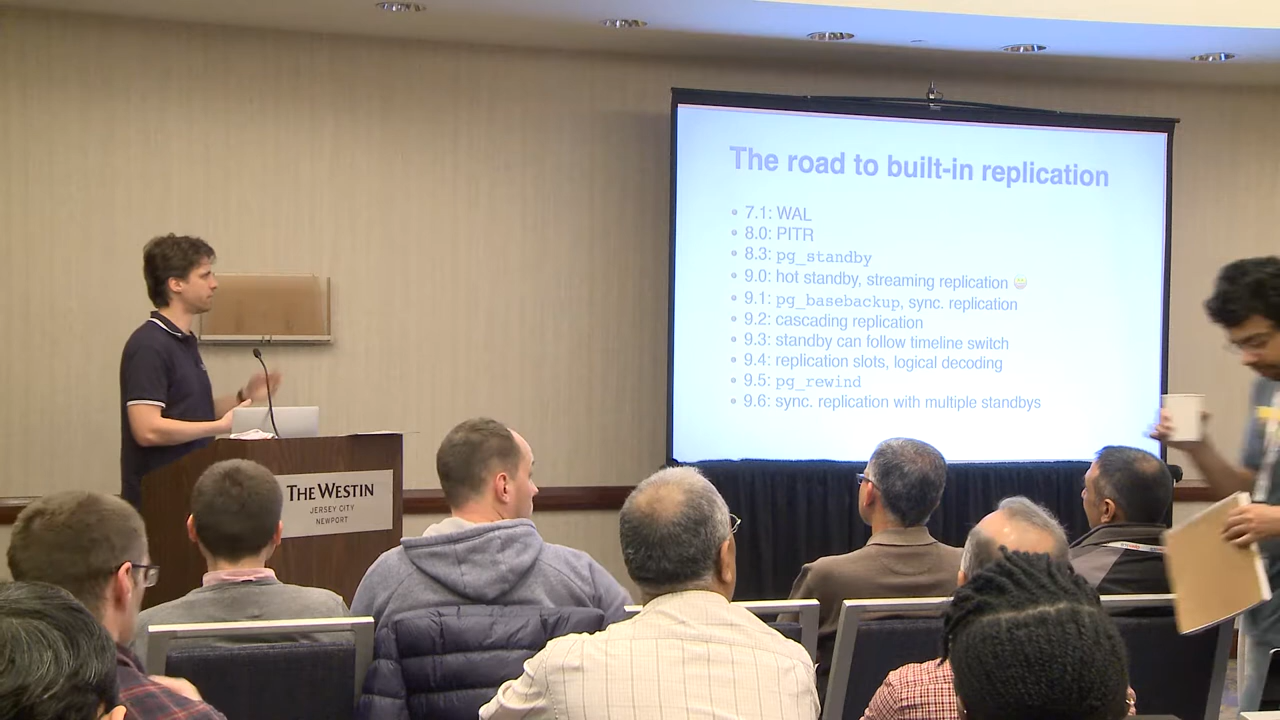 The road to built-in replication
• 7.1: WAL
• 8.0: PITR
• 8.3: pg_standby
• 9.0: hot standby, streaming replication
• 9.1: pg_basebackup, sync. replication
• 9.2: cascading replication
• 9.3: standby can follow timeline switch
• 9.4: replication slots, logical decoding
• 9.5: pg_rewind
• 9.6: sync. replication with multiple standbys
THE WESTIN
JERSEY CITY
NEWPORT